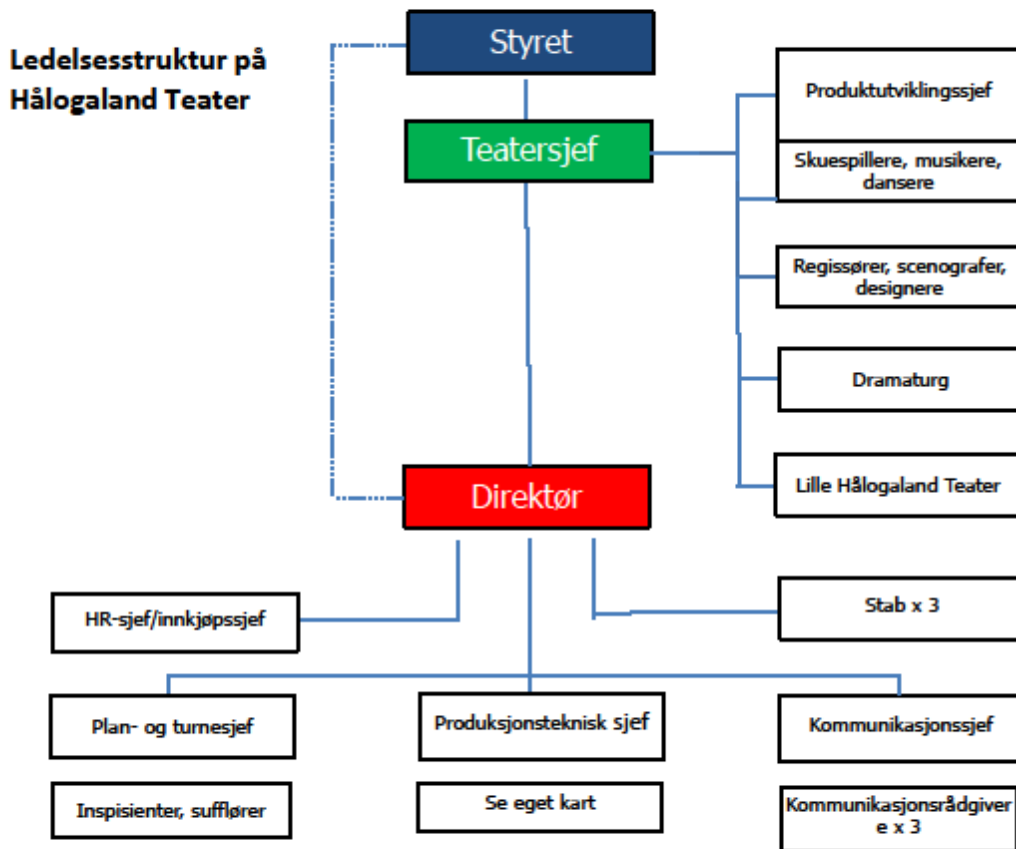 Ledelsesstruktur på
Hålogaland Teater
Styret
Teatersjef
Produktutviklingssjef
Skuespillere, musikere,
dansere
Regissører, scenografer,
designere
Dramaturg
Lille Hålogaland Teater
Direktør
HR-sjef/innkjøpssjef
Stab x 3
Plan- og turnesjef
Produksjonsteknisk sjef
Kommunikasjonssjef
Inspisienter, sufflører
Se eget kart
Kommunikasjonsrådgiver
e x 3